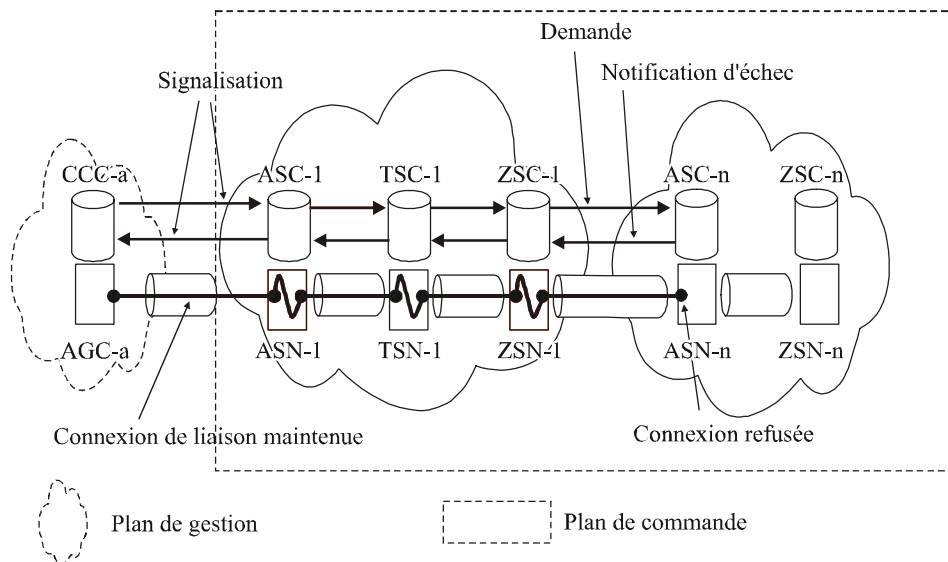 Demande
Notification d'échec
Signalisation
CCC-a
ASC-1
TSC-1
ZSC-1
ASC-n
ZSC-n
AGC-a
ASN-1
TSN-1
ZSN-1
ASN-n
ZSN-n
Connexion de liaison maintenue
Connexion refusée
Plan de gestion
Plan de commande